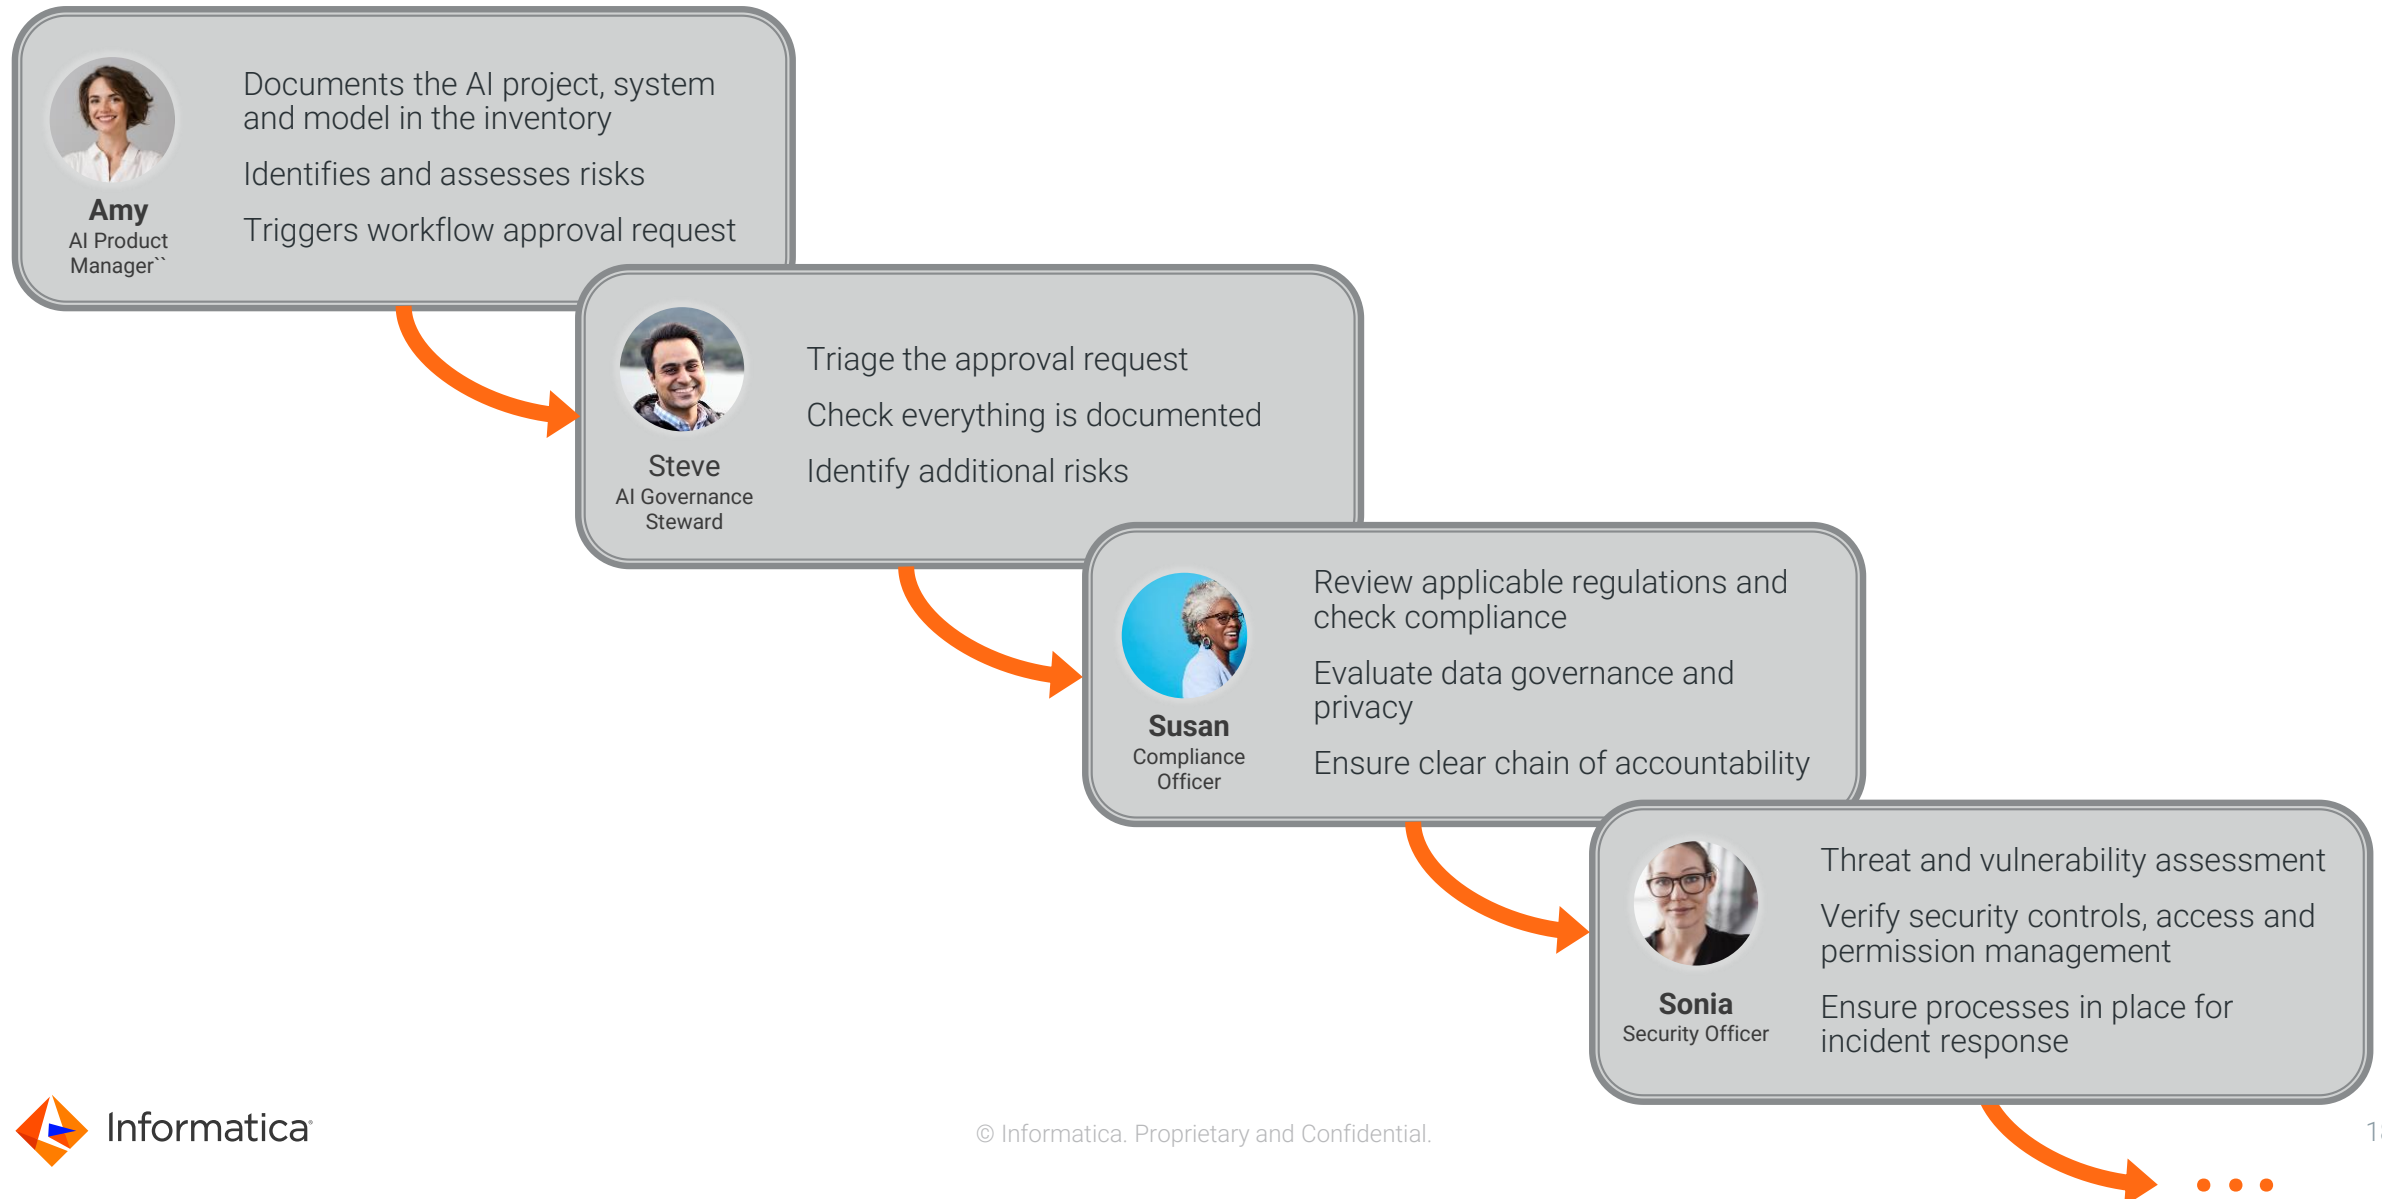 Documents the AI project, system
and model in the inventory
Identifies and assesses risks
Triggers workflow approval request
Amy
AI Product
Manager``
Triage the approval request
Check everything is documented
Identify additional risks
Steve
AI Governance
Steward
Review applicable regulations and
check compliance
Evaluate data governance and
privacy
Ensure clear chain of accountability
Susan
Compliance
Officer
Threat and vulnerability assessment
Verify security controls, access and
permission management
Ensure processes in place for
incident response
Sonia
Security Officer
Informatica
© Informatica. Proprietary and Confidential.